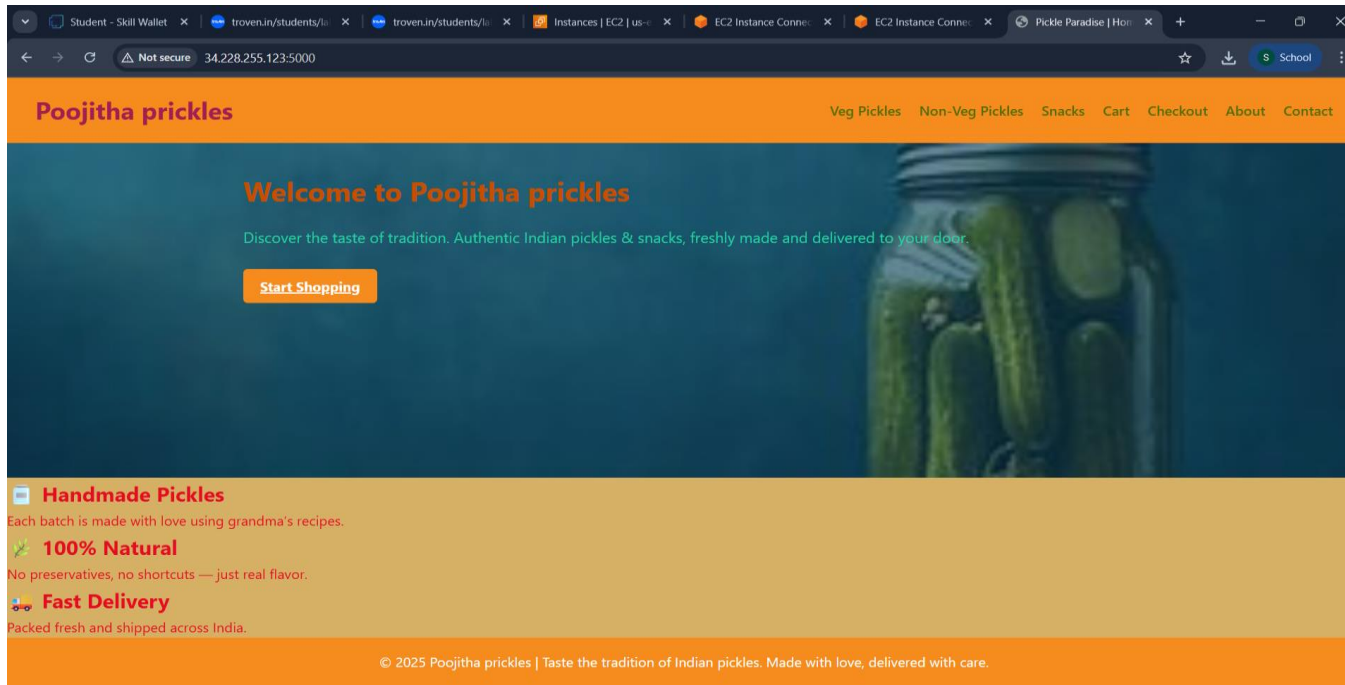 Student - Skill Wallet
troven.in/students/la
troven.in/students/la
Instances | EC2 | us-e
EC2 Instance Connec
EC2 Instance Connec
Pickle Paradise | Hom
Not secure 34.228.255.123:5000
S School
Poojitha prickles
Veg Pickles Non-Veg Pickles Snacks Cart Checkout About Contact
Welcome to Poojitha prickles
Discover the taste of tradition. Authentic Indian pickles & snacks, freshly made and delivered to your door.
Start Shopping
Handmade Pickles
Each batch is made with love using grandma's recipes.
100% Natural
No preservatives, no shortcuts — just real flavor.
Fast Delivery
Packed fresh and shipped across India.
© 2025 Poojitha prickles | Taste the tradition of Indian pickles. Made with love, delivered with care.